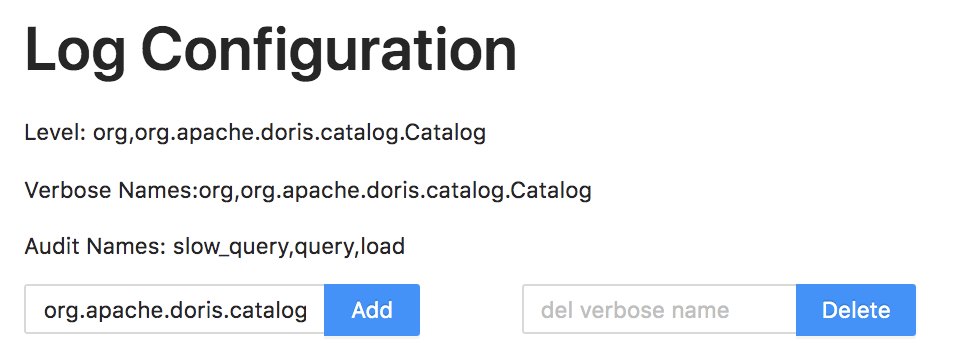 Log Configuration
Level: org,org.apache.doris.catalog.Catalog
Verbose Names:org,org.apache.doris.catalog.Catalog
Audit Names: slow_query,query,load
org.apache.doris.catalog Add del verbose name Delete